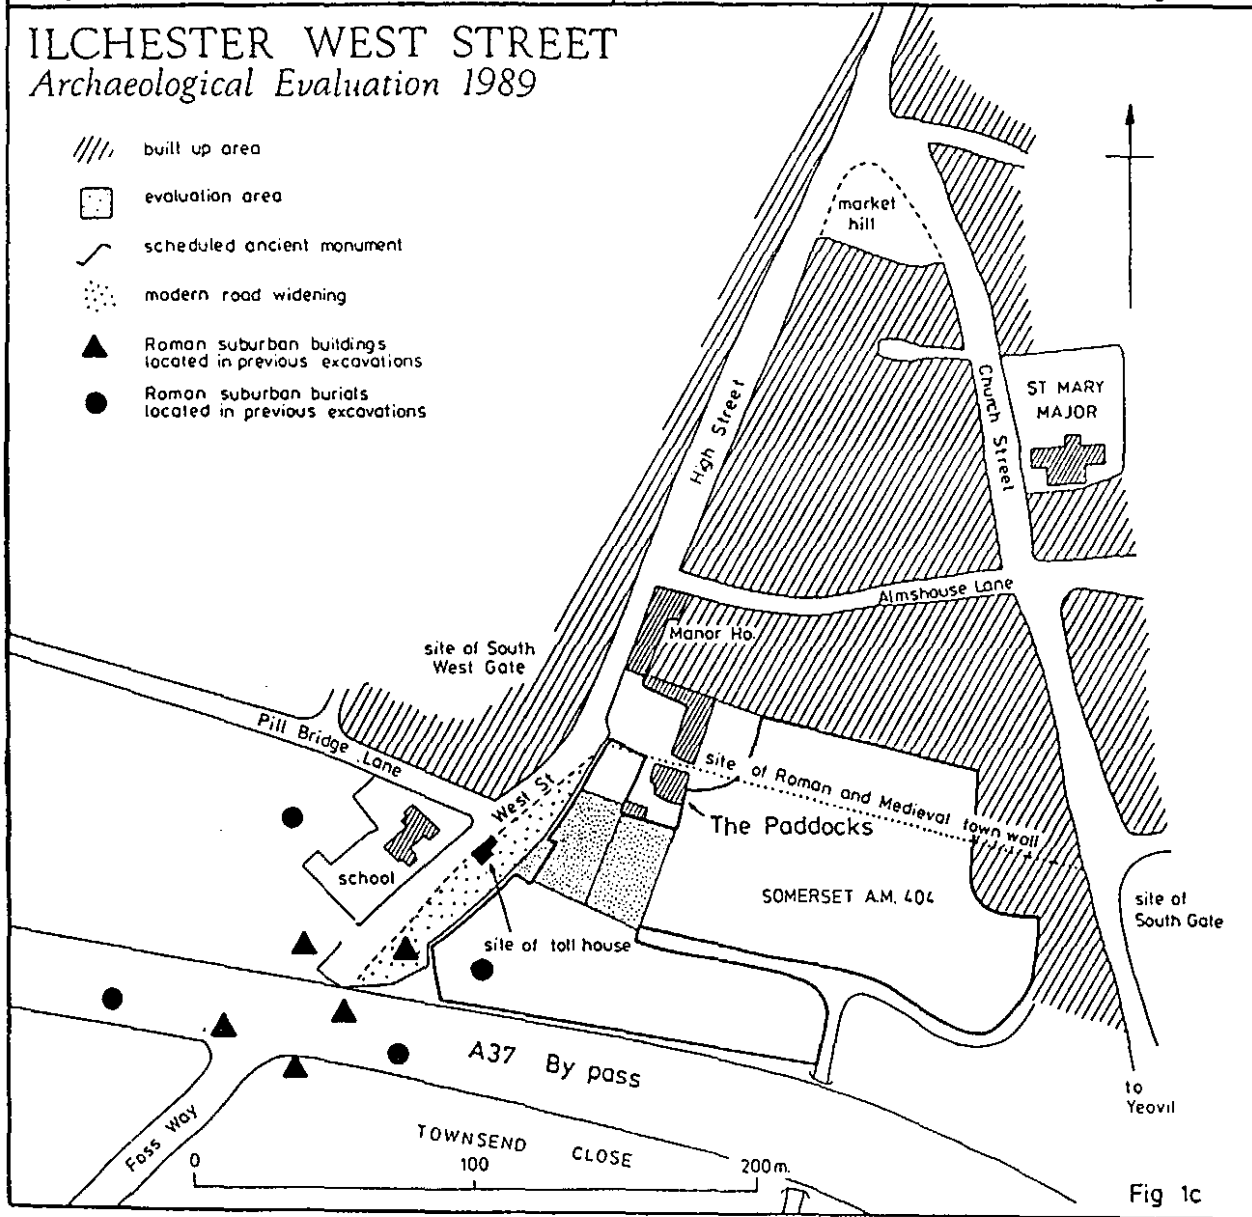 ILCHESTER WEST STREET
Archaeological Evaluation 1989
built up area
evaluation area
scheduled ancient monument
modern road widening
Roman suburban buildings
located in previous excavations
Roman suburban burials
located in previous excavations
market
hill
High Street
Church Street
ST MARY
MAJOR
Almshouse Lane
Manor Ho.
site of South
West Gate
Pill Bridge Lane
West St
site of Roman and Medieval town wall
The Paddocks
school
SOMERSET A.M. 404
site of
South Gate
site of toll house
A37 By pass
to
Yeovil
Foss Way
TOWNSEND CLOSE
0 100 200m.
Fig 1c